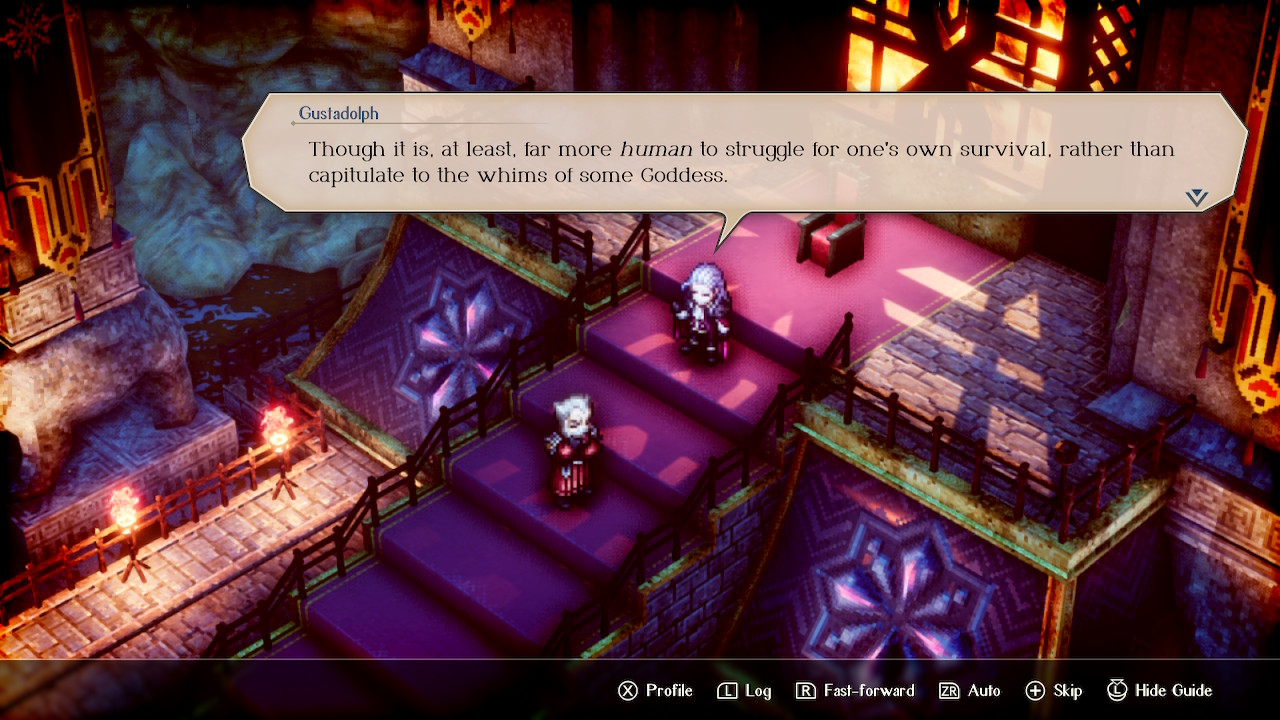 Gustadolph
Though it is, at least, far more human to struggle for one's own survival, rather than
capitulate to the whims of some Goddess.
X Profile L Log R Fast-forward ZR Auto + Skip L Hide Guide